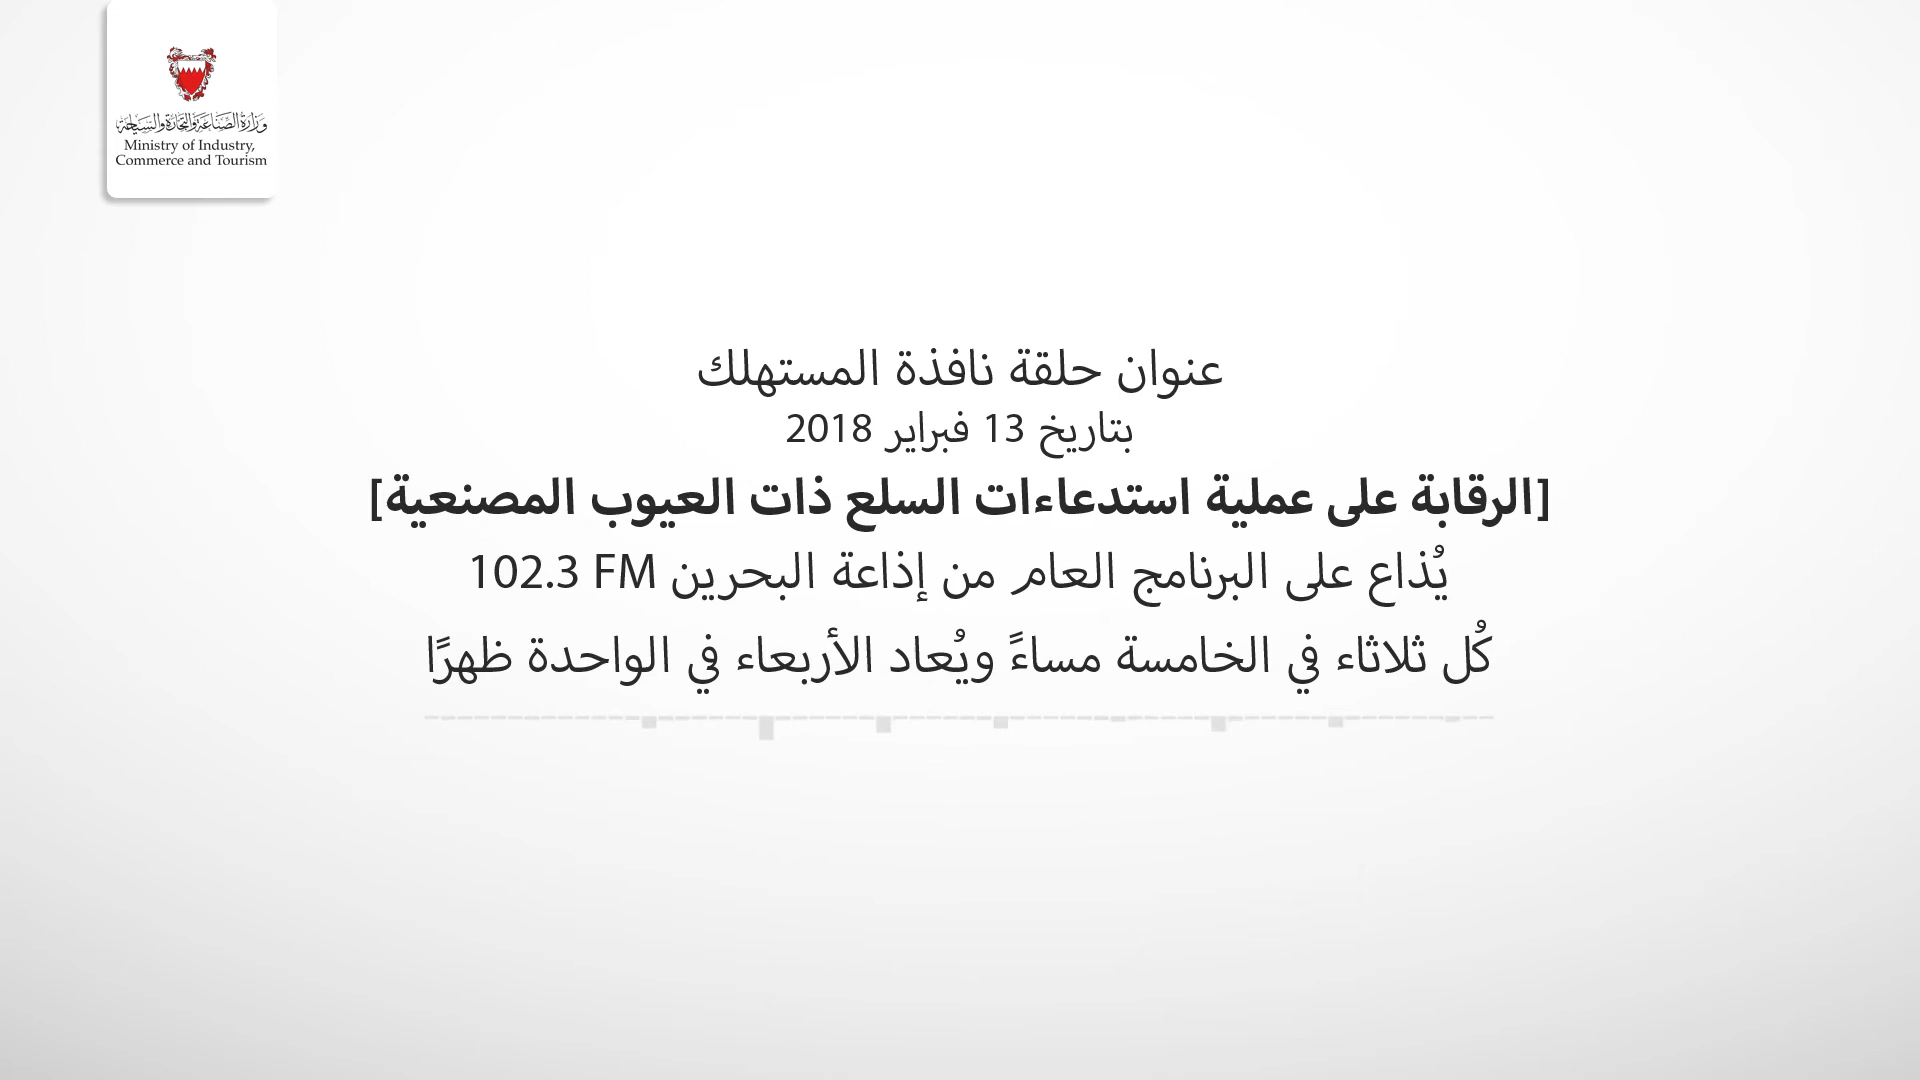 وزارة الصناعة والتجارة والسياحة
Ministry of Industry,
Commerce and Tourism
عنوان حلقة نافذة المستهلك
بتاريخ 13 فبراير 2018
[الرقابة على عملية استدعاءات السلع ذات العيوب المصنعية]
يُذاع على البرنامج العام من إذاعة البحرين 102.3 FM
كُل ثلاثاء في الخامسة مساءً ويُعاد الأربعاء في الواحدة ظهرًا